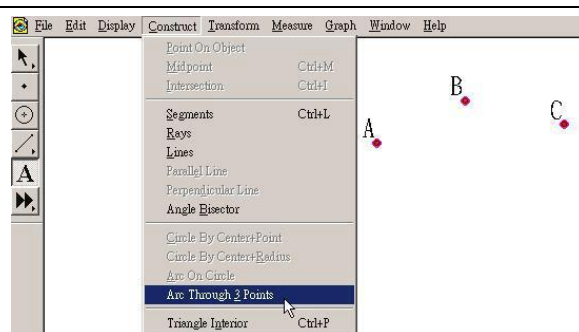 File Edit Display Construct Transform Measure Graph Window Help
Point On Object
Midpoint Ctrl+M
Intersection Ctrl+I
Segments Ctrl+L
Rays
Lines
Parallel Line
Perpendicular Line
Angle Bisector
Circle By Center+Point
Circle By Center+Radius
Arc On Circle
Arc Through 3 Points
Triangle Interior Ctrl+P
A
B
C
A